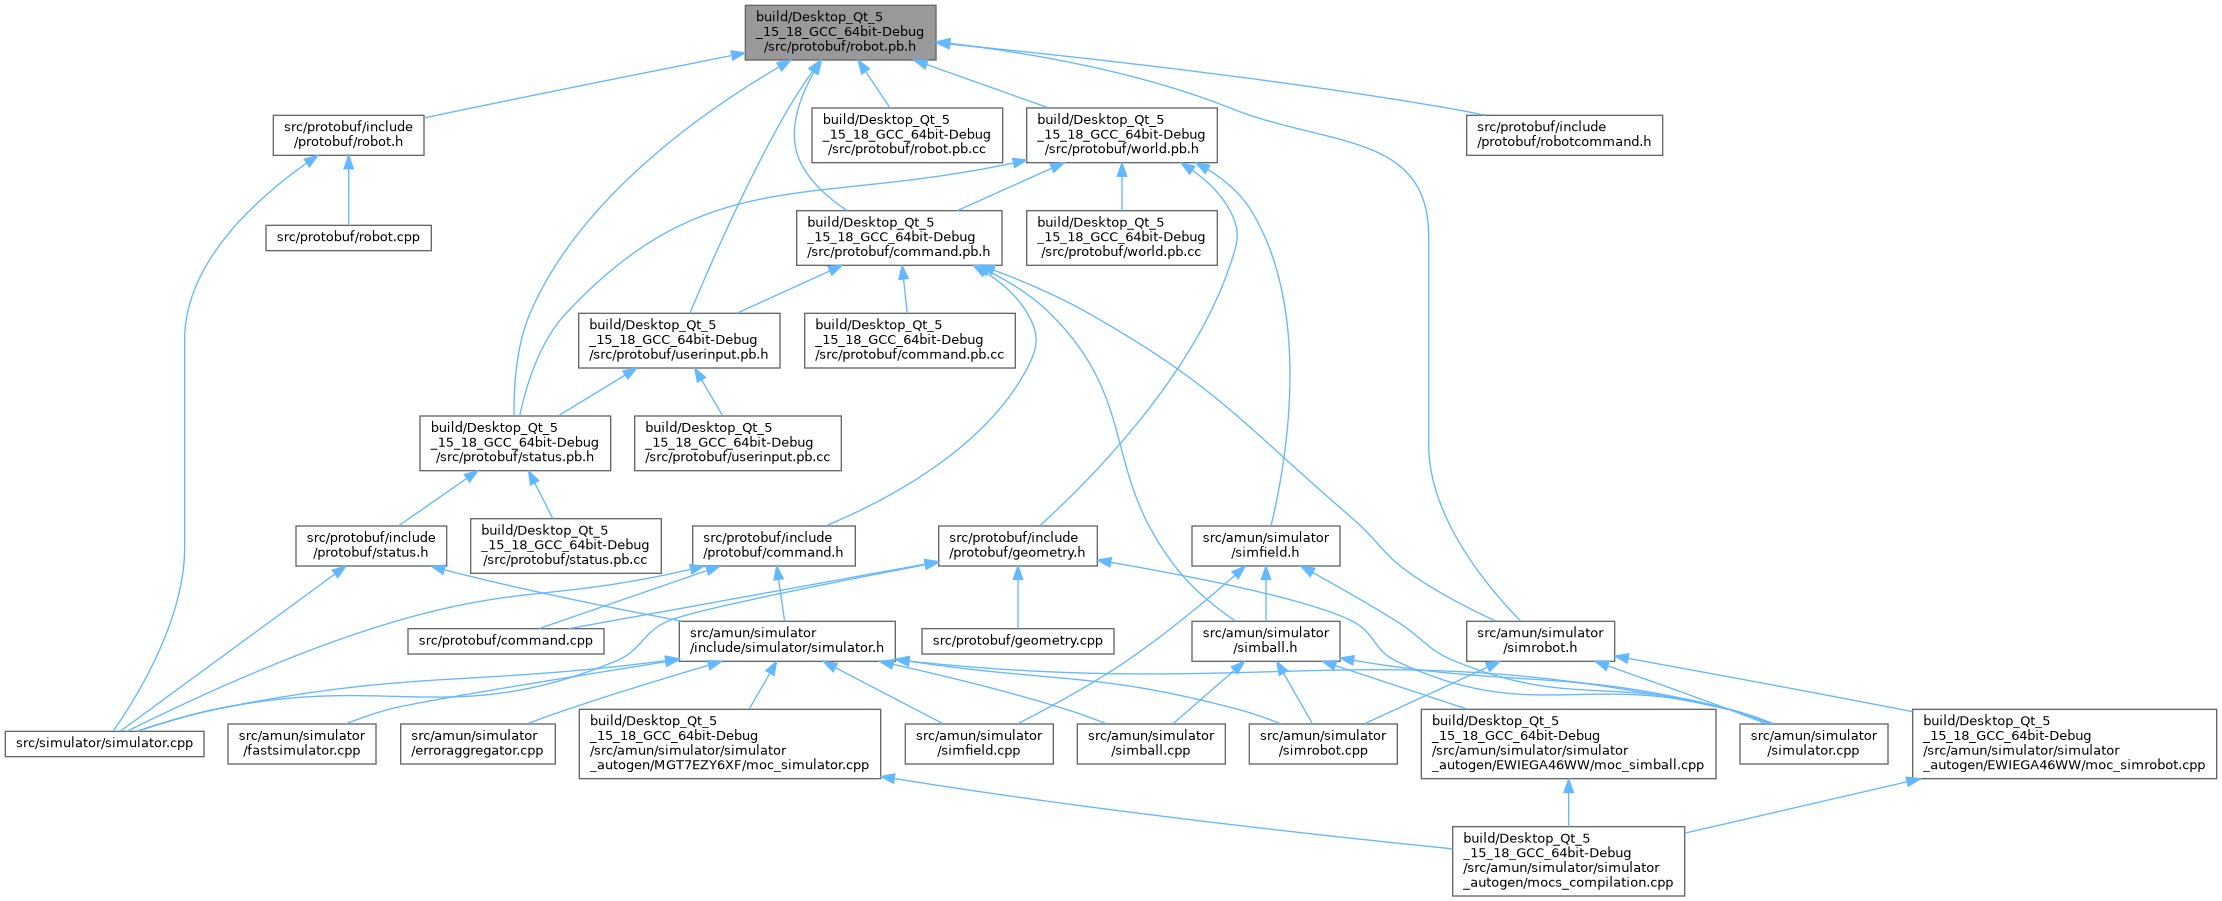 build/Desktop_Qt_5
_15_18_GCC_64bit-Debug
/src/protobuf/robot.pb.h
src/protobuf/include
/protobuf/robot.h
build/Desktop_Qt_5
_15_18_GCC_64bit-Debug
/src/protobuf/robot.pb.cc
build/Desktop_Qt_5
_15_18_GCC_64bit-Debug
/src/protobuf/world.pb.h
src/protobuf/include
/protobuf/robotcommand.h
src/protobuf/robot.cpp
build/Desktop_Qt_5
_15_18_GCC_64bit-Debug
/src/protobuf/command.pb.h
build/Desktop_Qt_5
_15_18_GCC_64bit-Debug
/src/protobuf/world.pb.cc
build/Desktop_Qt_5
_15_18_GCC_64bit-Debug
/src/protobuf/userinput.pb.h
build/Desktop_Qt_5
_15_18_GCC_64bit-Debug
/src/protobuf/command.pb.cc
build/Desktop_Qt_5
_15_18_GCC_64bit-Debug
/src/protobuf/status.pb.h
build/Desktop_Qt_5
_15_18_GCC_64bit-Debug
/src/protobuf/userinput.pb.cc
src/protobuf/include
/protobuf/status.h
build/Desktop_Qt_5
_15_18_GCC_64bit-Debug
/src/protobuf/status.pb.cc
src/protobuf/include
/protobuf/command.h
src/protobuf/include
/protobuf/geometry.h
src/amun/simulator
/simfield.h
src/protobuf/command.cpp
src/amun/simulator
/include/simulator/simulator.h
src/protobuf/geometry.cpp
src/amun/simulator
/simball.h
src/amun/simulator
/simrobot.h
src/simulator/simulator.cpp
src/amun/simulator
/fastsimulator.cpp
src/amun/simulator
/erroraggregator.cpp
build/Desktop_Qt_5
_15_18_GCC_64bit-Debug
/src/amun/simulator/simulator
_autogen/MGT7EZY6XF/moc_simulator.cpp
src/amun/simulator
/simfield.cpp
src/amun/simulator
/simball.cpp
src/amun/simulator
/simrobot.cpp
build/Desktop_Qt_5
_15_18_GCC_64bit-Debug
/src/amun/simulator/simulator
_autogen/EWIEGA46WW/moc_simball.cpp
src/amun/simulator
/simulator.cpp
build/Desktop_Qt_5
_15_18_GCC_64bit-Debug
/src/amun/simulator/simulator
_autogen/EWIEGA46WW/moc_simrobot.cpp
build/Desktop_Qt_5
_15_18_GCC_64bit-Debug
/src/amun/simulator/simulator
_autogen/mocs_compilation.cpp